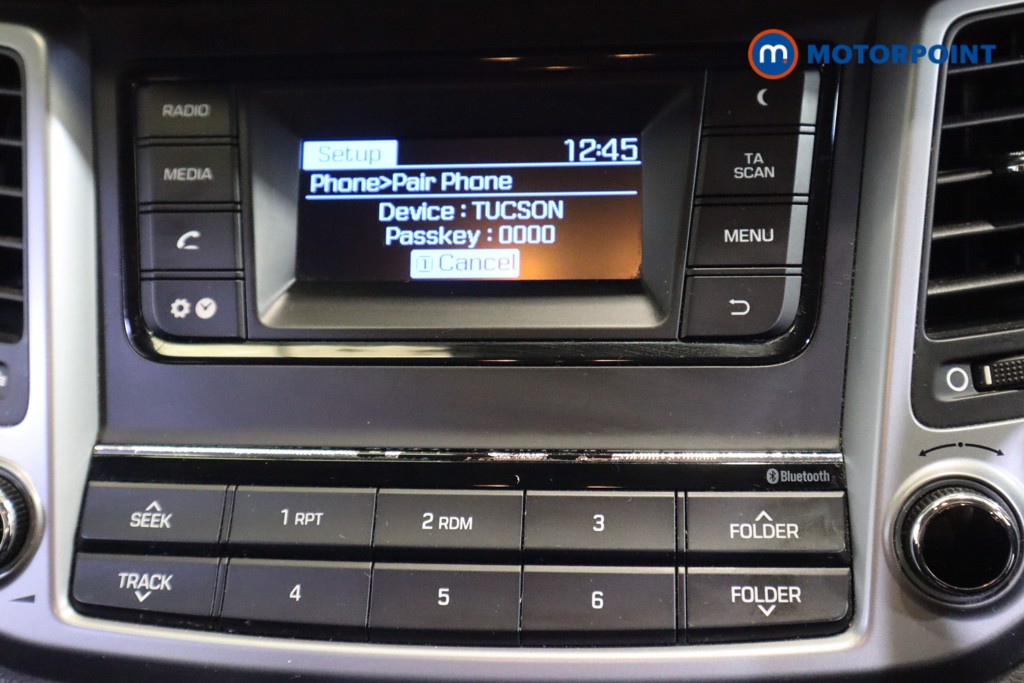 m MOTORPOINT
RADIO
MEDIA
Setup 12:45
Phone>Pair Phone
Device : TUCSON
Passkey : 0000
1 Cancel
TA
SCAN
MENU
Bluetooth
SEEK
1 RPT
2 RDM
3
FOLDER
TRACK
4
5
6
FOLDER